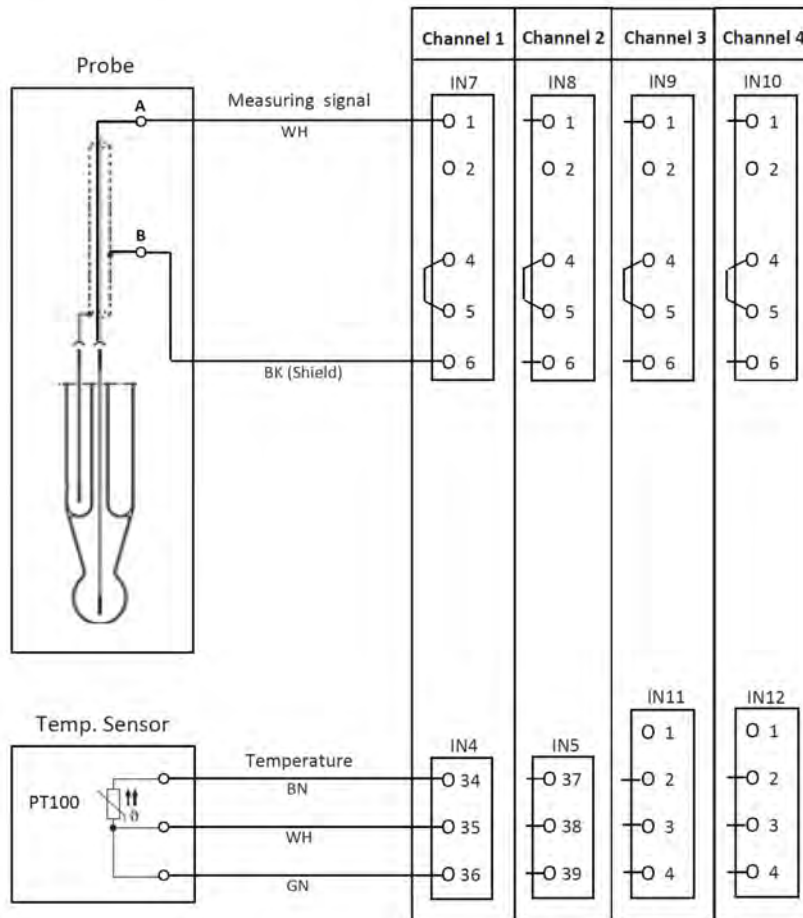 Channel 1 Channel 2 Channel 3 Channel 4
Probe
IN7 IN8 IN9 IN10
A Measuring signal
WH
1 1 1 1
2 2 2 2
B
4 4 4 4
5 5 5 5
6 6 6 6
BK (Shield)
IN11 IN12
Temp. Sensor
1 1
IN4 IN5
Temperature
BN
34 37 2 2
PT100 ϑ
35 38 3 3
WH
36 39 4 4
GN